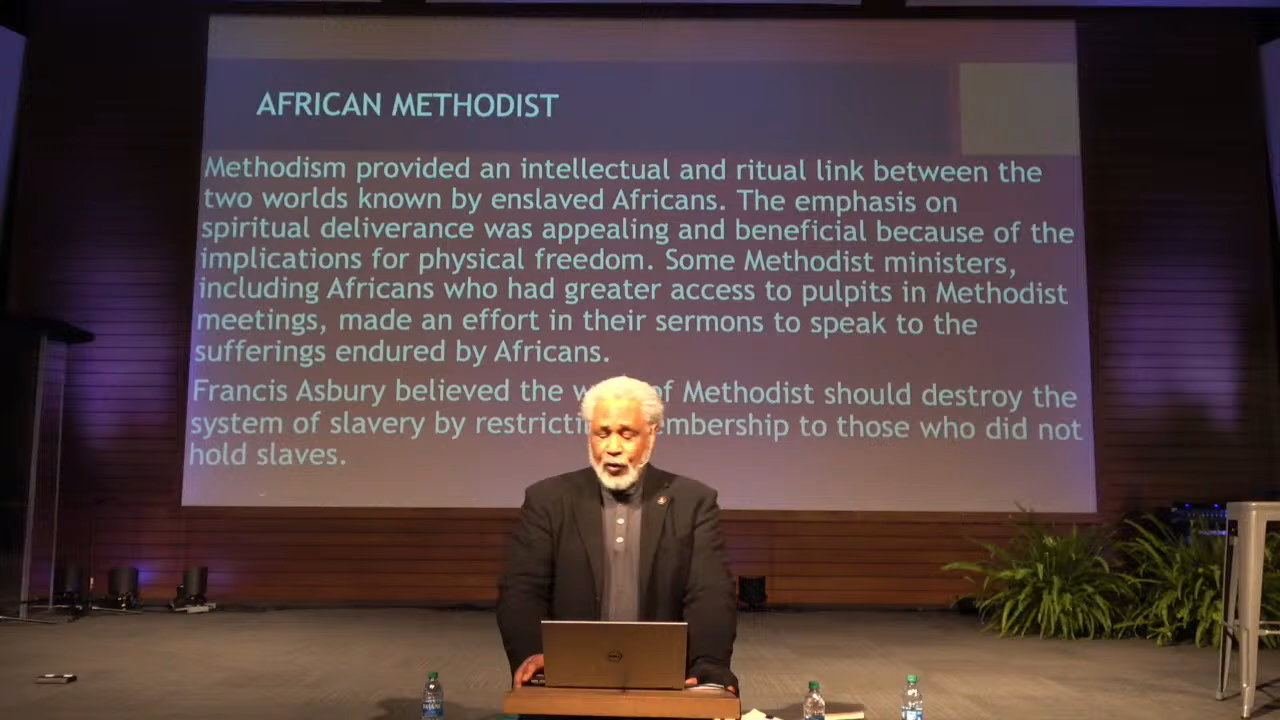 AFRICAN METHODIST
Methodism provided an intellectual and ritual link between the
two worlds known by enslaved Africans. The emphasis on
spiritual deliverance was appealing and beneficial because of the
implications for physical freedom. Some Methodist ministers,
including Africans who had greater access to pulpits in Methodist
meetings, made an effort in their sermons to speak to the
sufferings endured by Africans.
Francis Asbury believed the Methodist should destroy the
system of slavery by to those who did not
hold slaves.
DELL